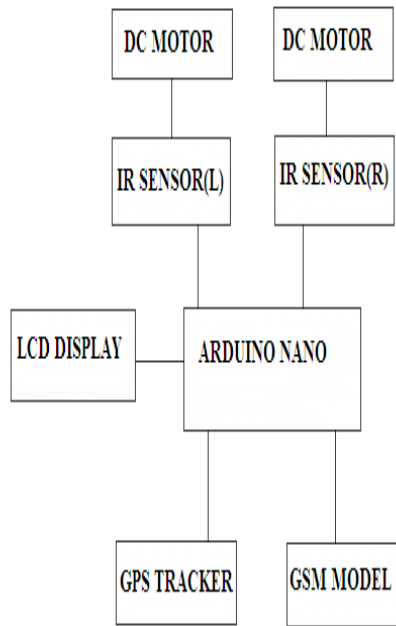 DC MOTOR
DC MOTOR
IR SENSOR(L)
IR SENSOR(R)
LCD DISPLAY
ARDUINO NANO
GPS TRACKER
GSM MODEL